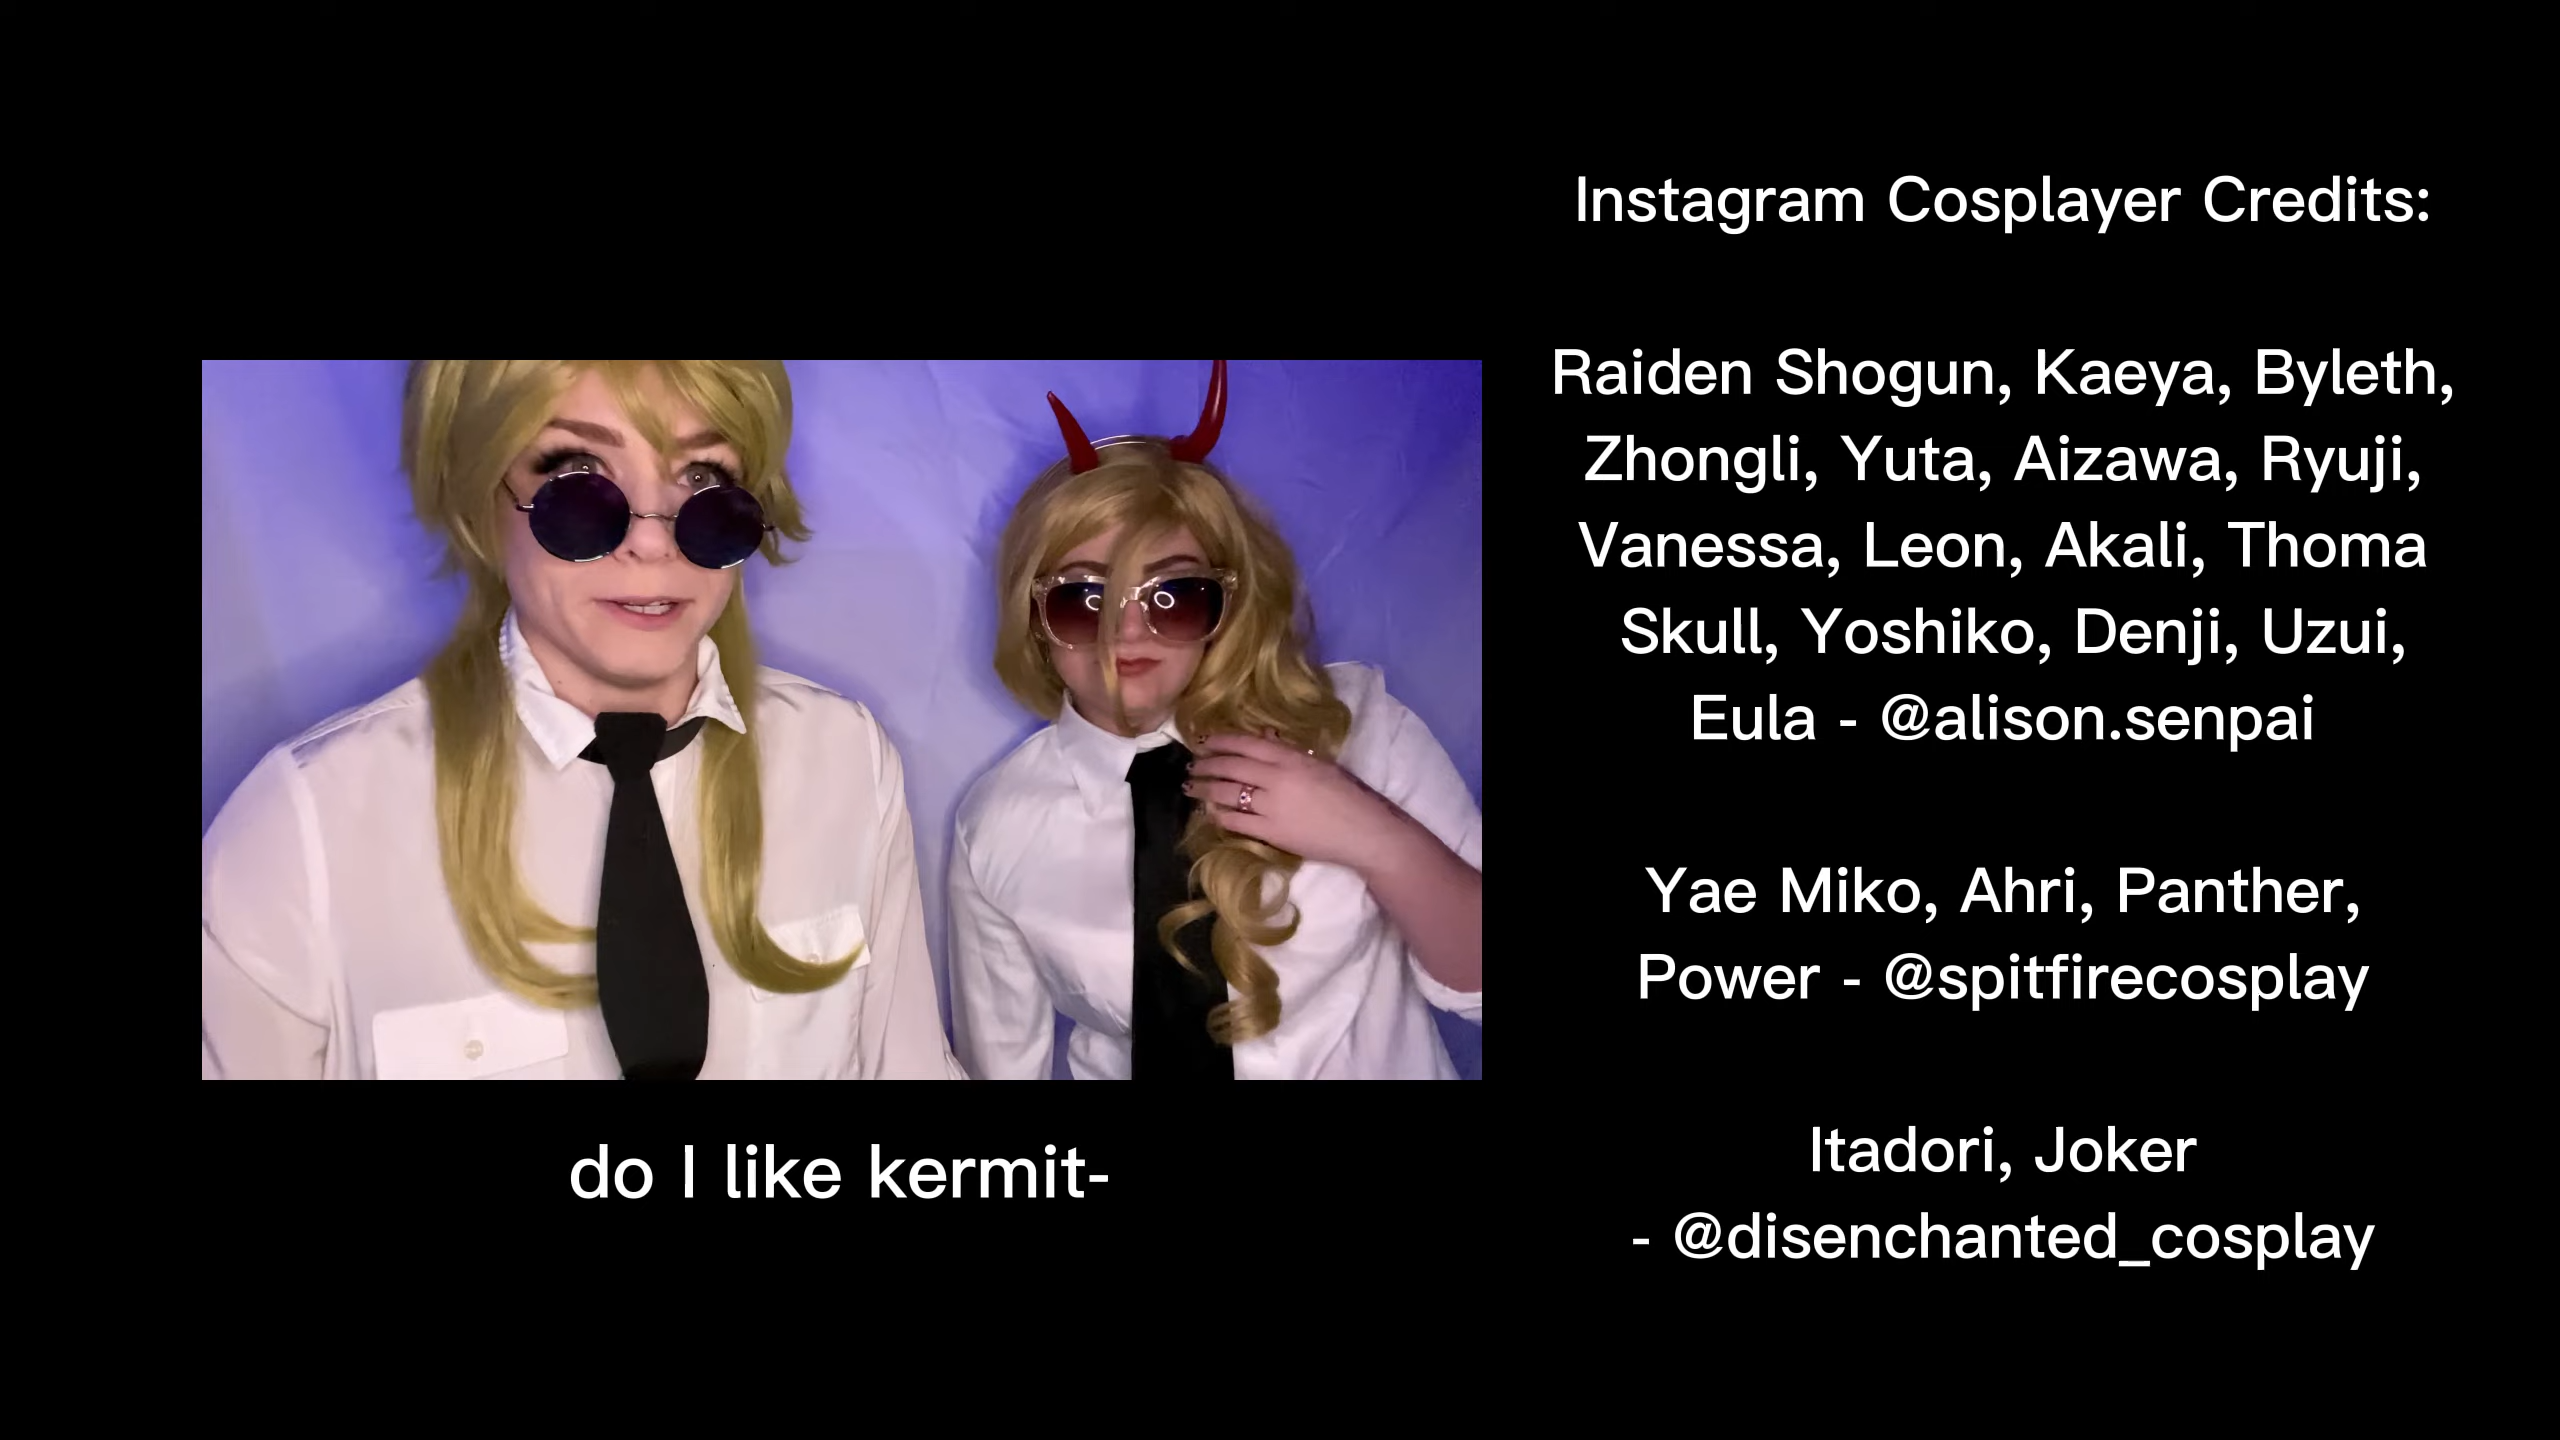 Instagram Cosplayer Credits:
Raiden Shogun, Kaeya, Byleth,
Zhongli, Yuta, Aizawa, Ryuji,
Vanessa, Leon, Akali, Thoma
Skull, Yoshiko, Denji, Uzui,
Eula - @alison.senpai
Yae Miko, Ahri, Panther,
Power - @spitfirecosplay
Itadori, Joker
- @disenchanted_cosplay
do I like kermit-